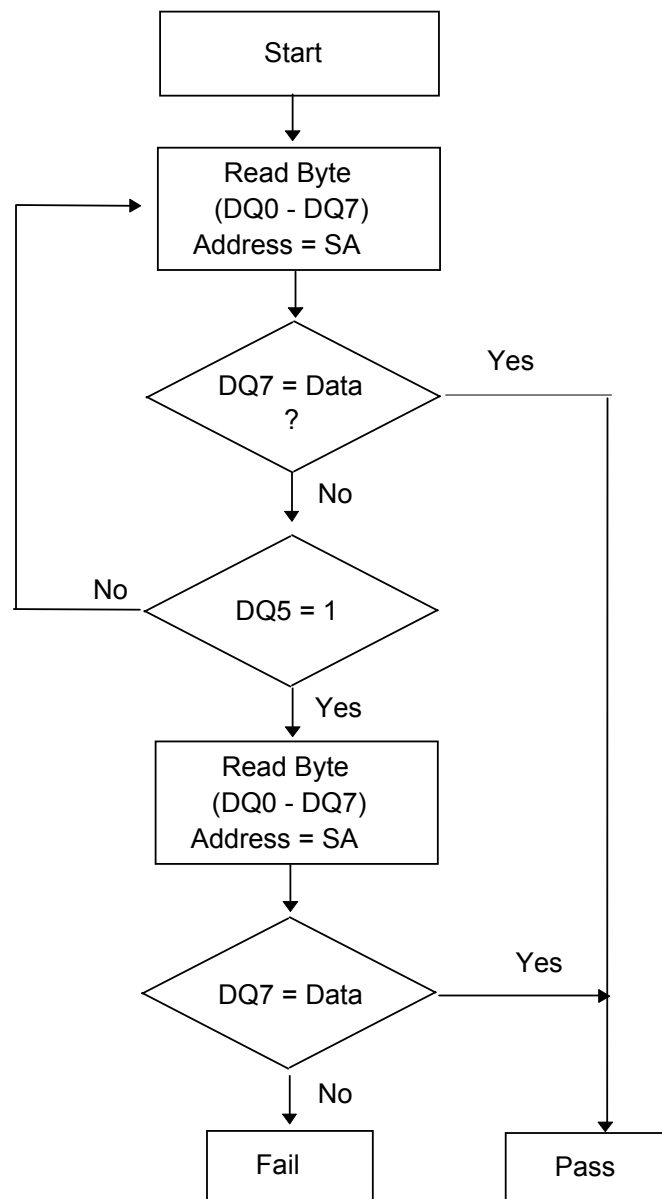 Start
Read Byte
(DQ0 - DQ7)
Address = SA
DQ7 = Data
?
Yes
No
DQ5 = 1
No
Yes
Read Byte
(DQ0 - DQ7)
Address = SA
DQ7 = Data
Yes
No
Fail
Pass